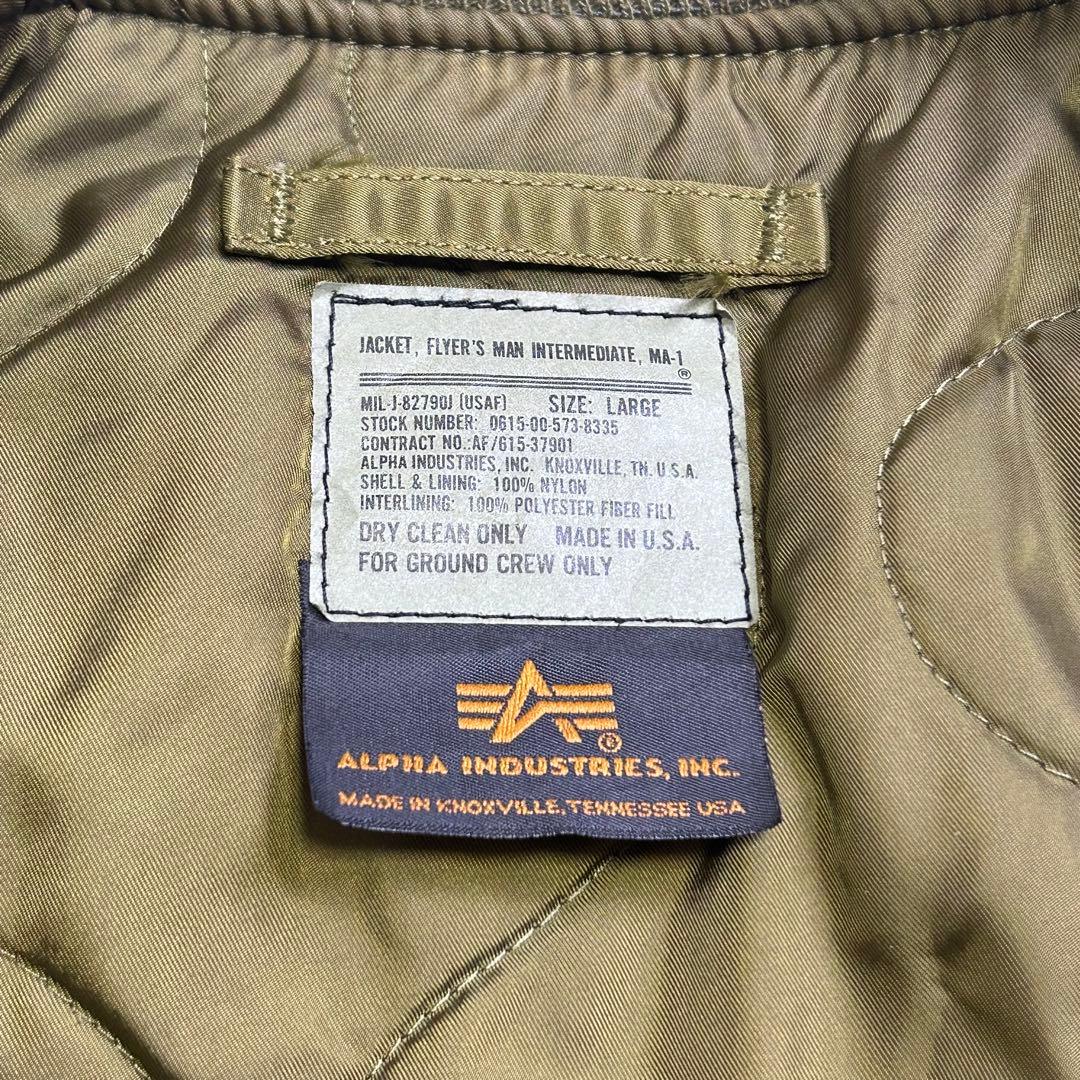 JACKET, FLYER'S MAN INTERMEDIATE, MA-1
®
MIL-J-82790J (USAF) SIZE: LARGE
STOCK NUMBER: 0615-00-573-8335
CONTRACT NO.:AF/615-37901
ALPHA INDUSTRIES, INC. KNOXVILLE, TN. U.S.A.
SHELL & LINING: 100% NYLON
INTERLINING: 100% POLYESTER FIBER FILL
DRY CLEAN ONLY MADE IN U.S.A.
FOR GROUND CREW ONLY
®
ALPHA INDUSTRIES, INC.
MADE IN KNOXVILLE, TENNESSEE USA